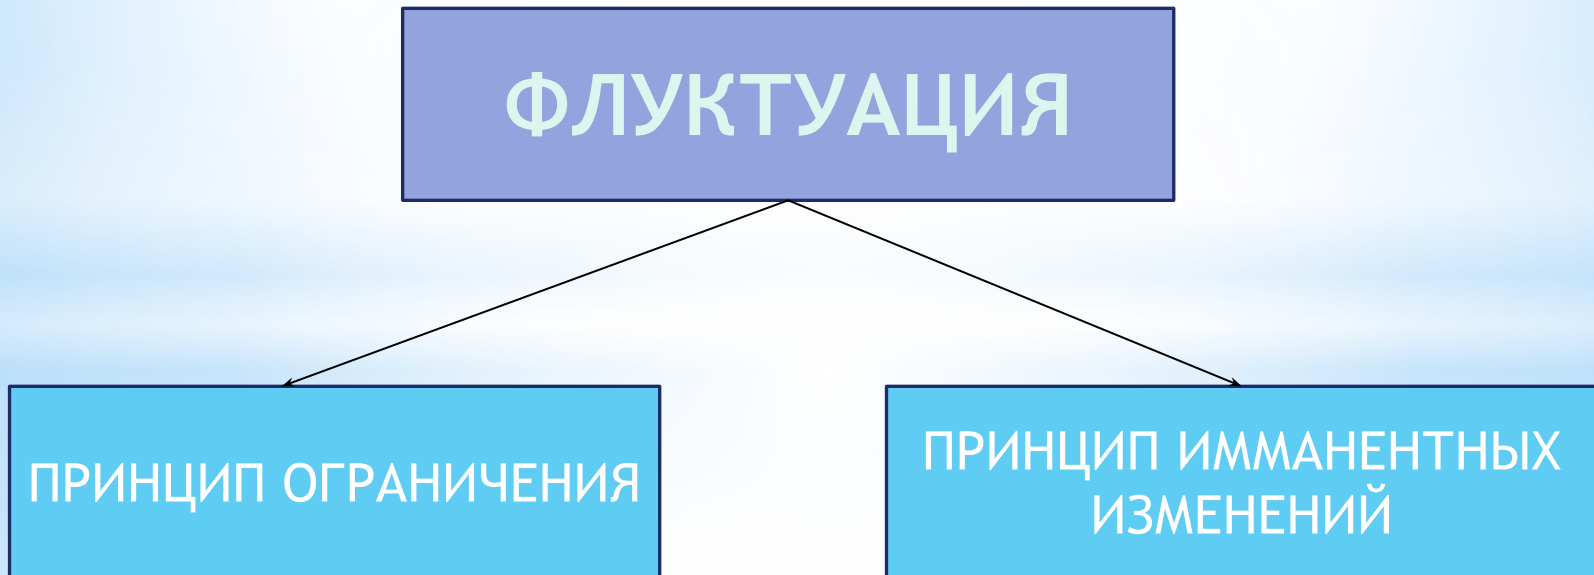 ФЛУКТУАЦИЯ
ПРИНЦИП ОГРАНИЧЕНИЯ
ПРИНЦИП ИММАНЕНТНЫХ
ИЗМЕНЕНИЙ